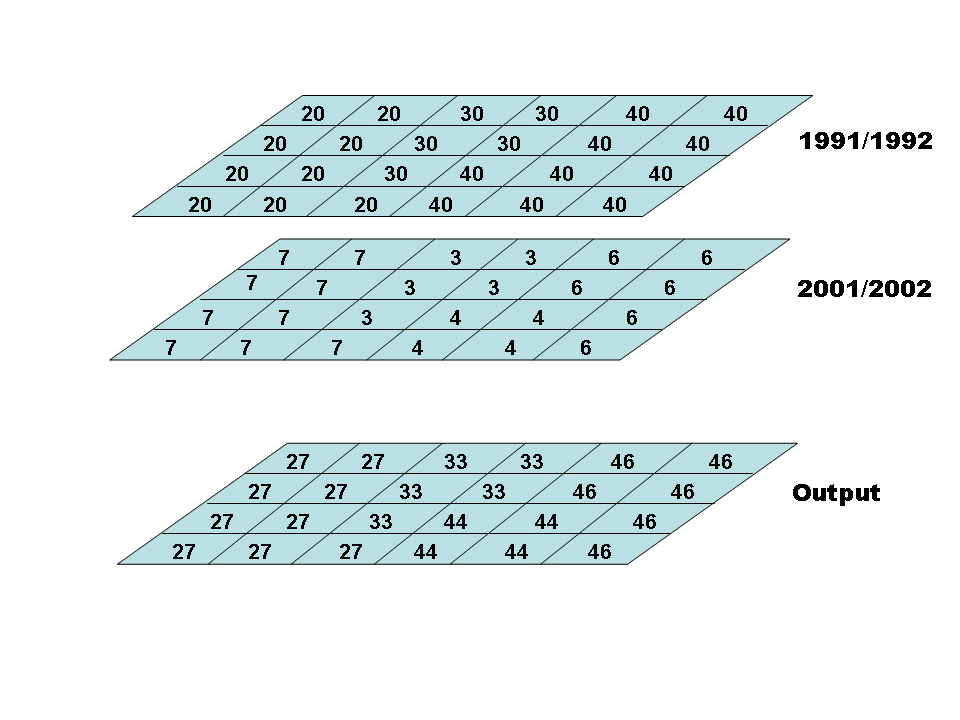 20 20 30 30 40 40
20 20 30 30 40 40
1991/1992
20 20 30 40 40 40
20 20 20 40 40 40
7 7 3 3 6 6
7 7 3 3 6 6
2001/2002
7 7 3 4 4 6
7 7 7 4 4 6
27 27 33 33 46 46
27 27 33 33 46 46
Output
27 27 33 44 44 46
27 27 27 44 44 46